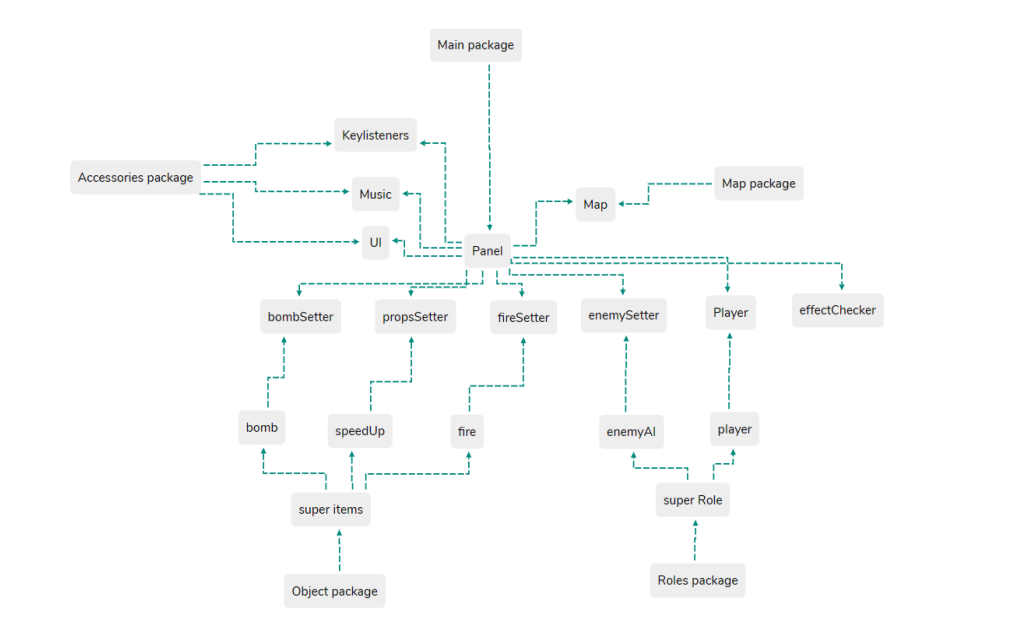 Main package
Keylisteners
Accessories package
Map package
Music
Map
UI
Panel
bombSetter
propsSetter
fireSetter
enemySetter
Player
effectChecker
bomb
speedUp
fire
enemyAI
player
super items
super Role
Object package
Roles package